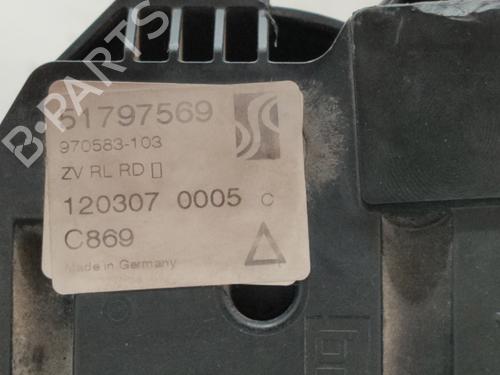 51797569
970583-103
ZV RL RD []
120307 0005 C
C869
Made in Germany
B-PARTS